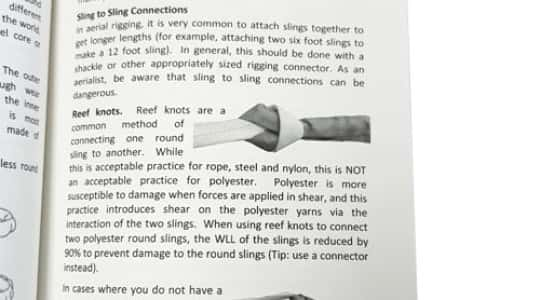 different
the world
el core or
The outer
ugh wear
the inner
is most
made of
less round
Sling to Sling Connections
in aerial rigging, it is very common to attach slings together to
get longer lengths (for example, attaching two six foot slings to
make a 12 foot sling). In general, this should be done with a
shackle or other appropriately sized rigging connector. As an
aerialist, be aware that sling to sling connections can be
dangerous.
Reef knots. Reef knots are a
common method of
connecting one round
sling to another. While
this is acceptable practice for rope, steel and nylon, this is NOT
an acceptable practice for polyester. Polyester is more
susceptible to damage when forces are applied in shear, and this
practice introduces shear on the polyester yarns via the
interaction of the two slings. When using reef knots to connect
two polyester round slings, the WLL of the slings is reduced by
90% to prevent damage to the round slings (Tip: use a connector
instead).
In cases where you do not have a